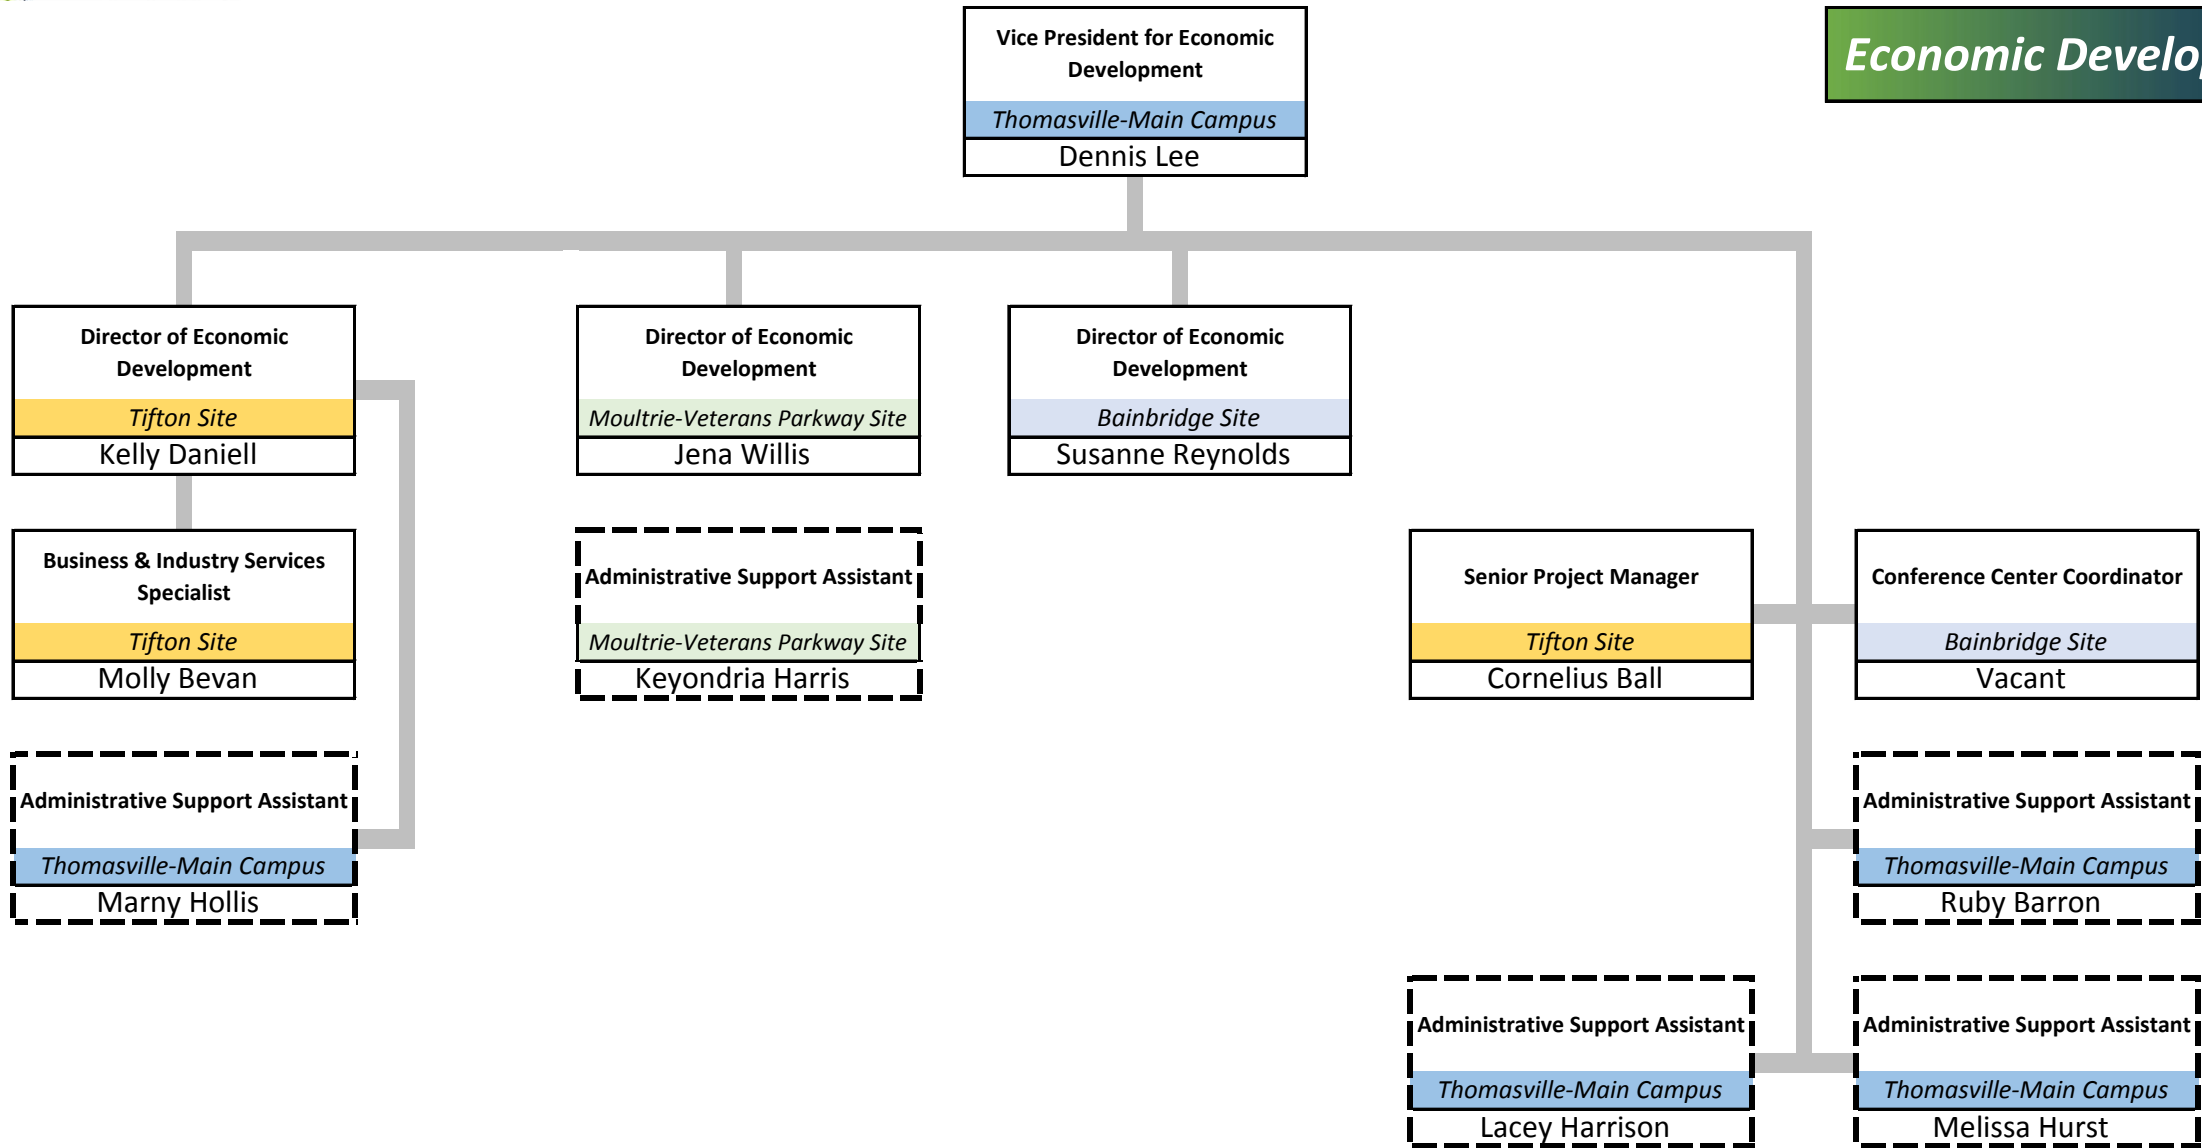 Vice President for Economic
Development
Thomasville-Main Campus
Dennis Lee
Economic Develop
Director of Economic
Development
Tifton Site
Kelly Daniell
Director of Economic
Development
Moultrie-Veterans Parkway Site
Jena Willis
Director of Economic
Development
Bainbridge Site
Susanne Reynolds
Business & Industry Services
Specialist
Tifton Site
Molly Bevan
Administrative Support Assistant
Moultrie-Veterans Parkway Site
Keyondria Harris
Senior Project Manager
Tifton Site
Cornelius Ball
Conference Center Coordinator
Bainbridge Site
Vacant
Administrative Support Assistant
Thomasville-Main Campus
Marny Hollis
Administrative Support Assistant
Thomasville-Main Campus
Ruby Barron
Administrative Support Assistant
Thomasville-Main Campus
Lacey Harrison
Administrative Support Assistant
Thomasville-Main Campus
Melissa Hurst